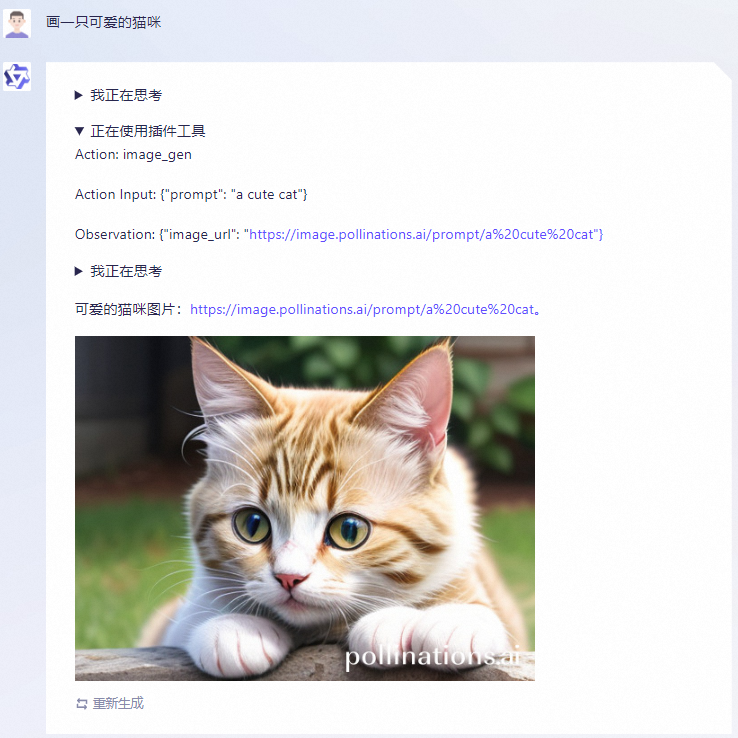 画一只可爱的猫咪
▶ 我正在思考
▼ 正在使用插件工具
Action: image_gen
Action Input: {"prompt": "a cute cat"}
Observation: {"image_url": "https://image.pollinations.ai/prompt/a%20cute%20cat"}
▶ 我正在思考
可爱的猫咪图片：https://image.pollinations.ai/prompt/a%20cute%20cat。
pollinations.ai
重新生成